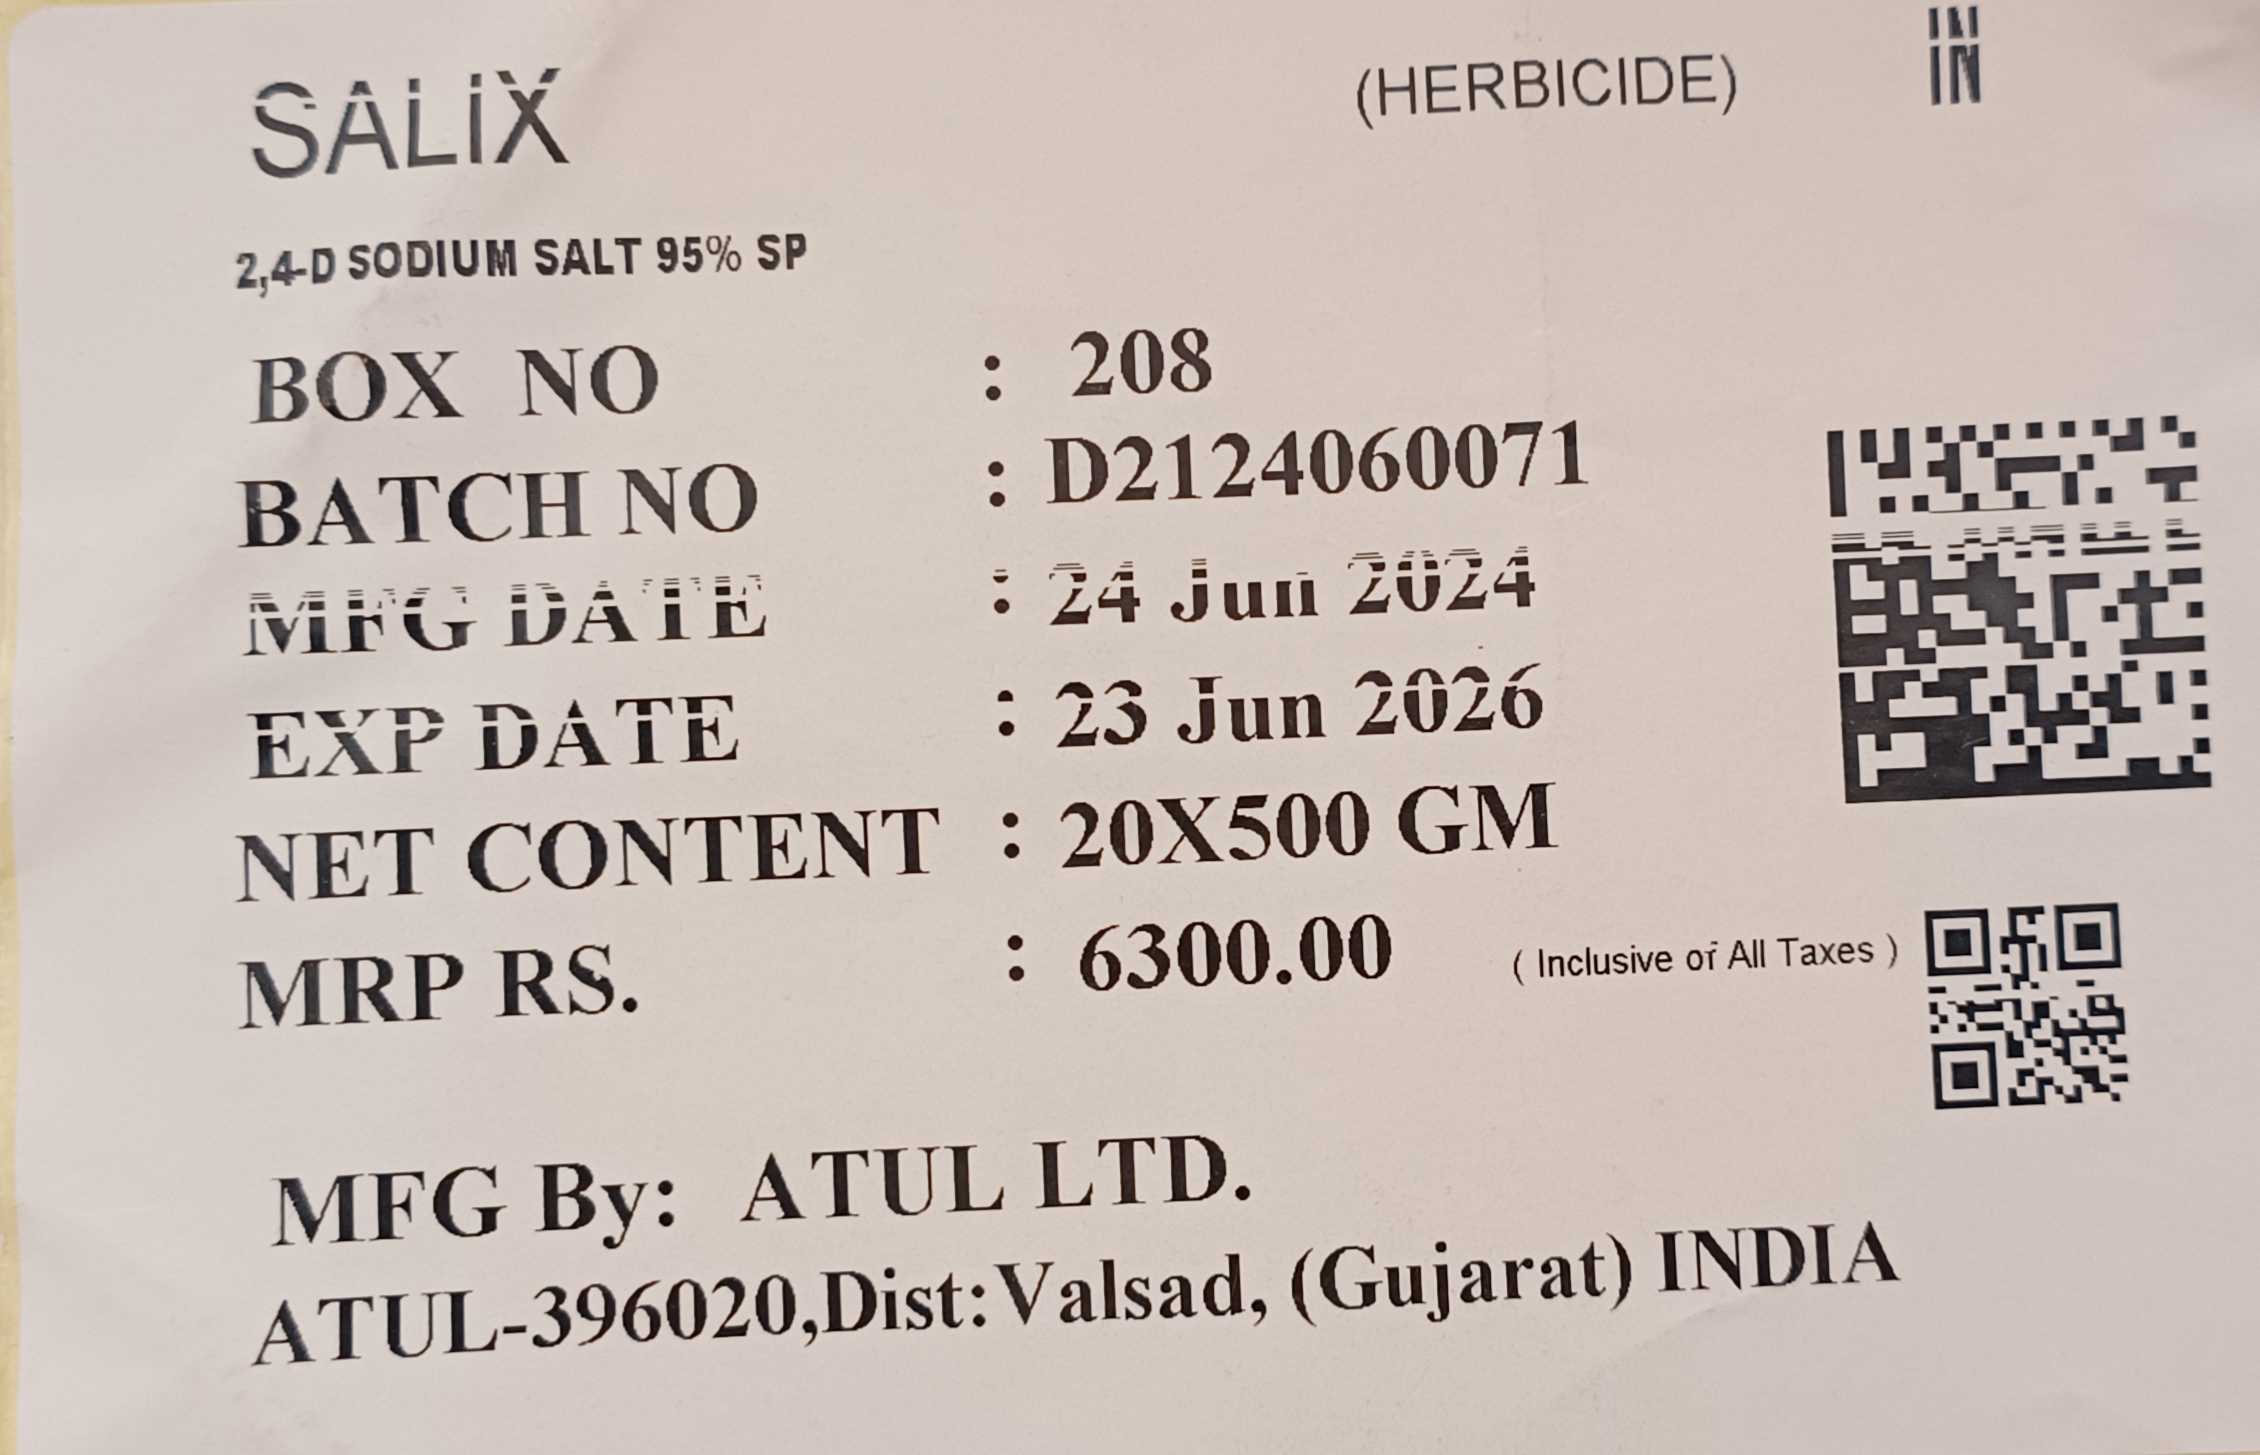 IN
SALIX (HERBICIDE) IN
2,4-D SODIUM SALT 95% SP
BOX NO : 208
BATCH NO : D2124060071
MFG DATE : 24 Jun 2024
EXP DATE : 23 Jun 2026
NET CONTENT : 20X500 GM
MRP RS. : 6300.00 ( Inclusive of All Taxes )
MFG By: ATUL LTD.
ATUL-396020,Dist:Valsad, (Gujarat) INDIA